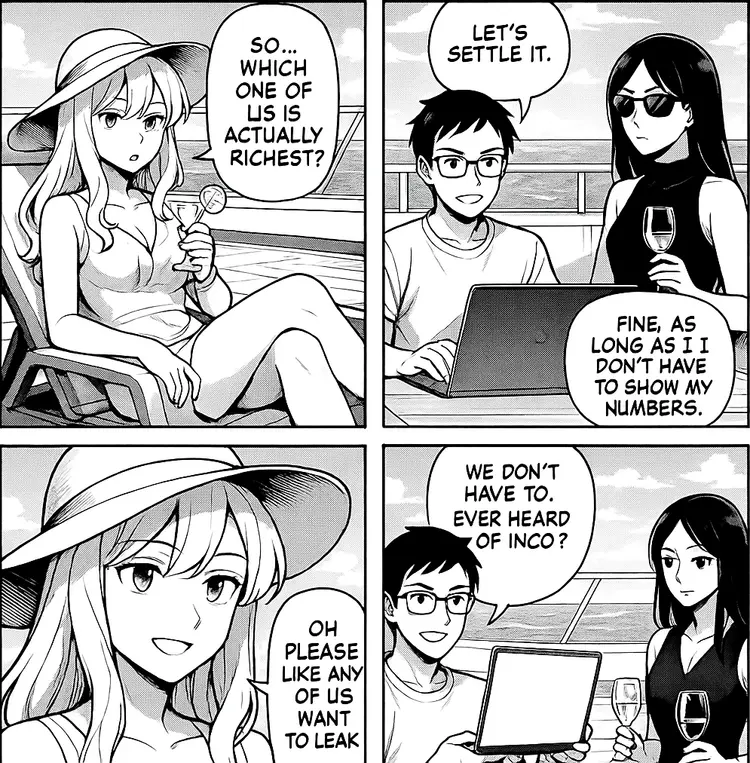 SO...
WHICH
ONE OF
US IS
ACTUALLY
RICHEST?
LET'S
SETTLE IT.
FINE, AS
LONG AS I I
DON'T HAVE
TO SHOW MY
NUMBERS.
OH
PLEASE
LIKE ANY
OF US
WANT
TO LEAK
WE DON'T
HAVE TO.
EVER HEARD
OF INCO?